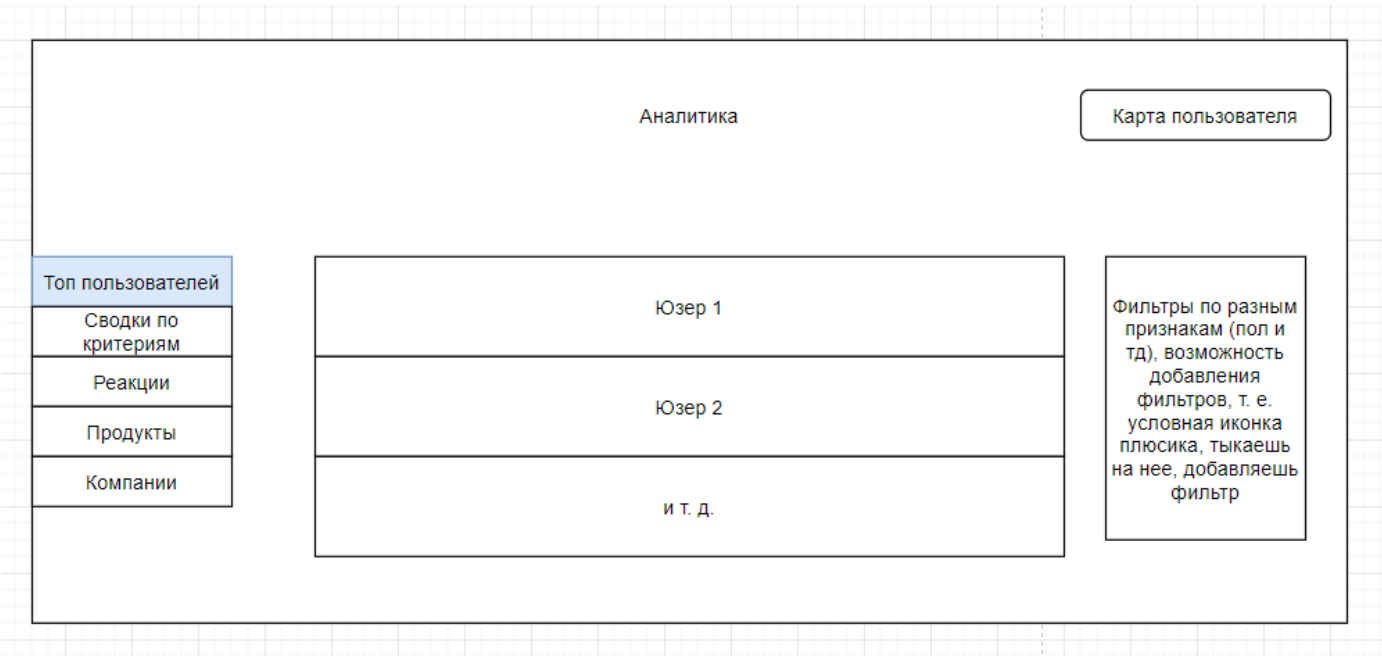 Аналитика
Карта пользователя
Топ пользователей
Сводки по
критериям
Реакции
Продукты
Компании
Юзер 1
Юзер 2
и т. д.
Фильтры по разным
признакам (пол и
тд), возможность
добавления
фильтров, т. е.
условная иконка
плюсика, тыкаешь
на нее, добавляешь
фильтр